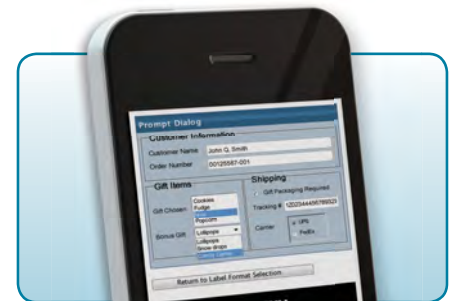 Prompt Dialog
Customer Information
Customer Name John Q. Smith
Order Number 00125587-001
Gift Items
Gift Chosen
Cookies
Fudge
Popcorn
Bonus Gift Lollipops
Lollipops
Snow drops
Shipping
Gift Packaging Required
Tracking #
Carrier UPS
FedEx
Return to Label Format Selection